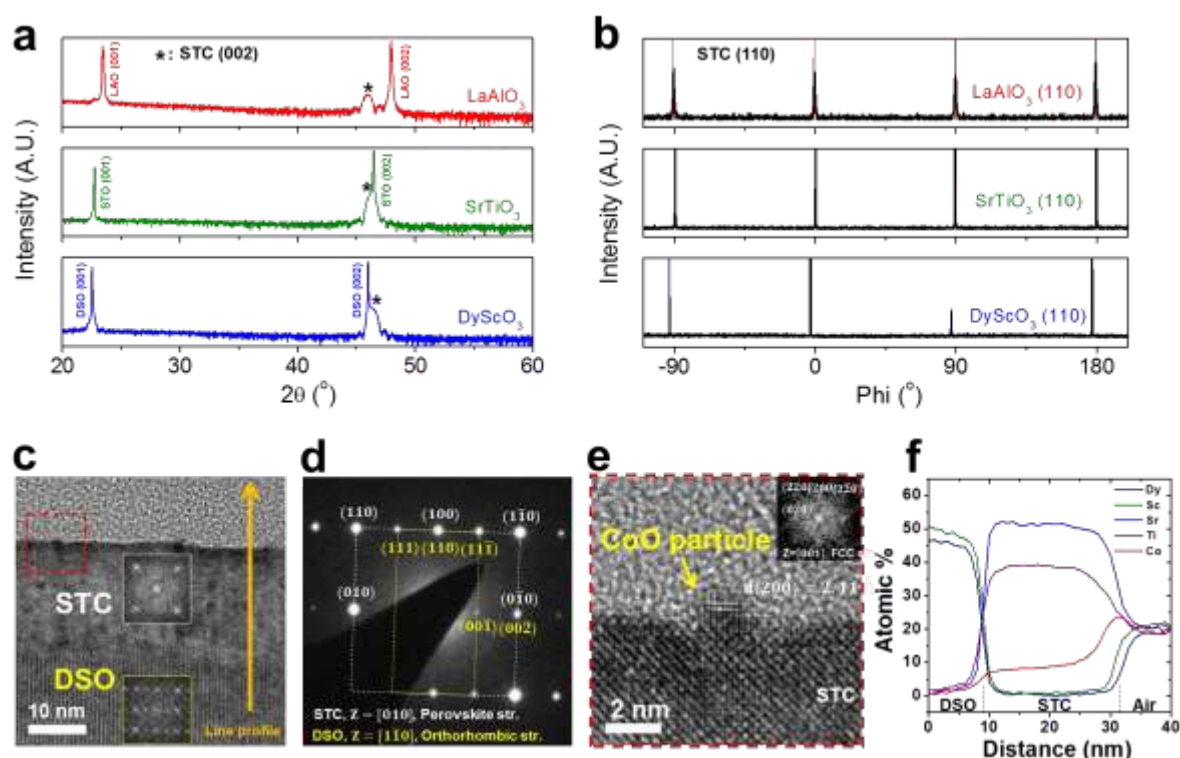 a
*: STC (002)
LAO (001)
LAO (002)
*
LaAlO3
STO (001)
STO (002)
*
SrTiO3
DSO (001)
DSO (002)
*
DyScO3
Intensity (A.U.)
20 30 40 50 60
2θ (°)
b
STC (110)
LaAlO3 (110)
SrTiO3 (110)
DyScO3 (110)
Intensity (A.U.)
-90 0 90 180
Phi (°)
c
STC
DSO
10 nm
Line profile
d
(110) (100) (1̄10)
(111) (110) (111̄)
(010) (01̄0)
(001) (002)
STC, Z = [010], Perovskite str.
DSO, Z = [1̄10], Orthorhombic str.
e
CoO particle
Z=[001] FCC
STC
2 nm
f
Dy
Sc
Sr
Ti
Co
Atomic %
60
50
40
30
20
10
0
0 10 20 30 40
DSO STC Air
Distance (nm)